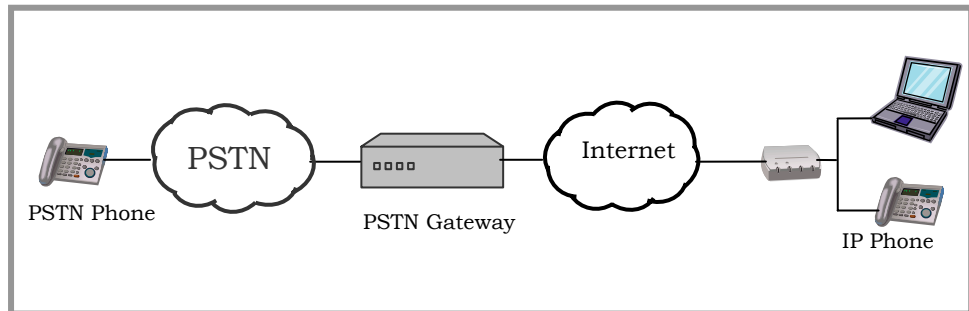 PSTN
Internet
PSTN Phone
PSTN Gateway
IP Phone